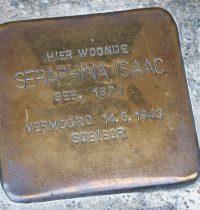 HIER WOONDE
SERAPHINA ISAAC
GEB. 1871
VERMOORD 14.5.1943
SOBIBOR